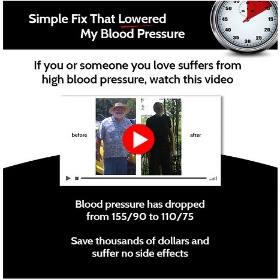 Simple Fix That Lowered
My Blood Pressure
If you or someone you love suffers from
high blood pressure, watch this video
before
after
Blood pressure has dropped
from 155/90 to 110/75
Save thousands of dollars and
suffer no side effects